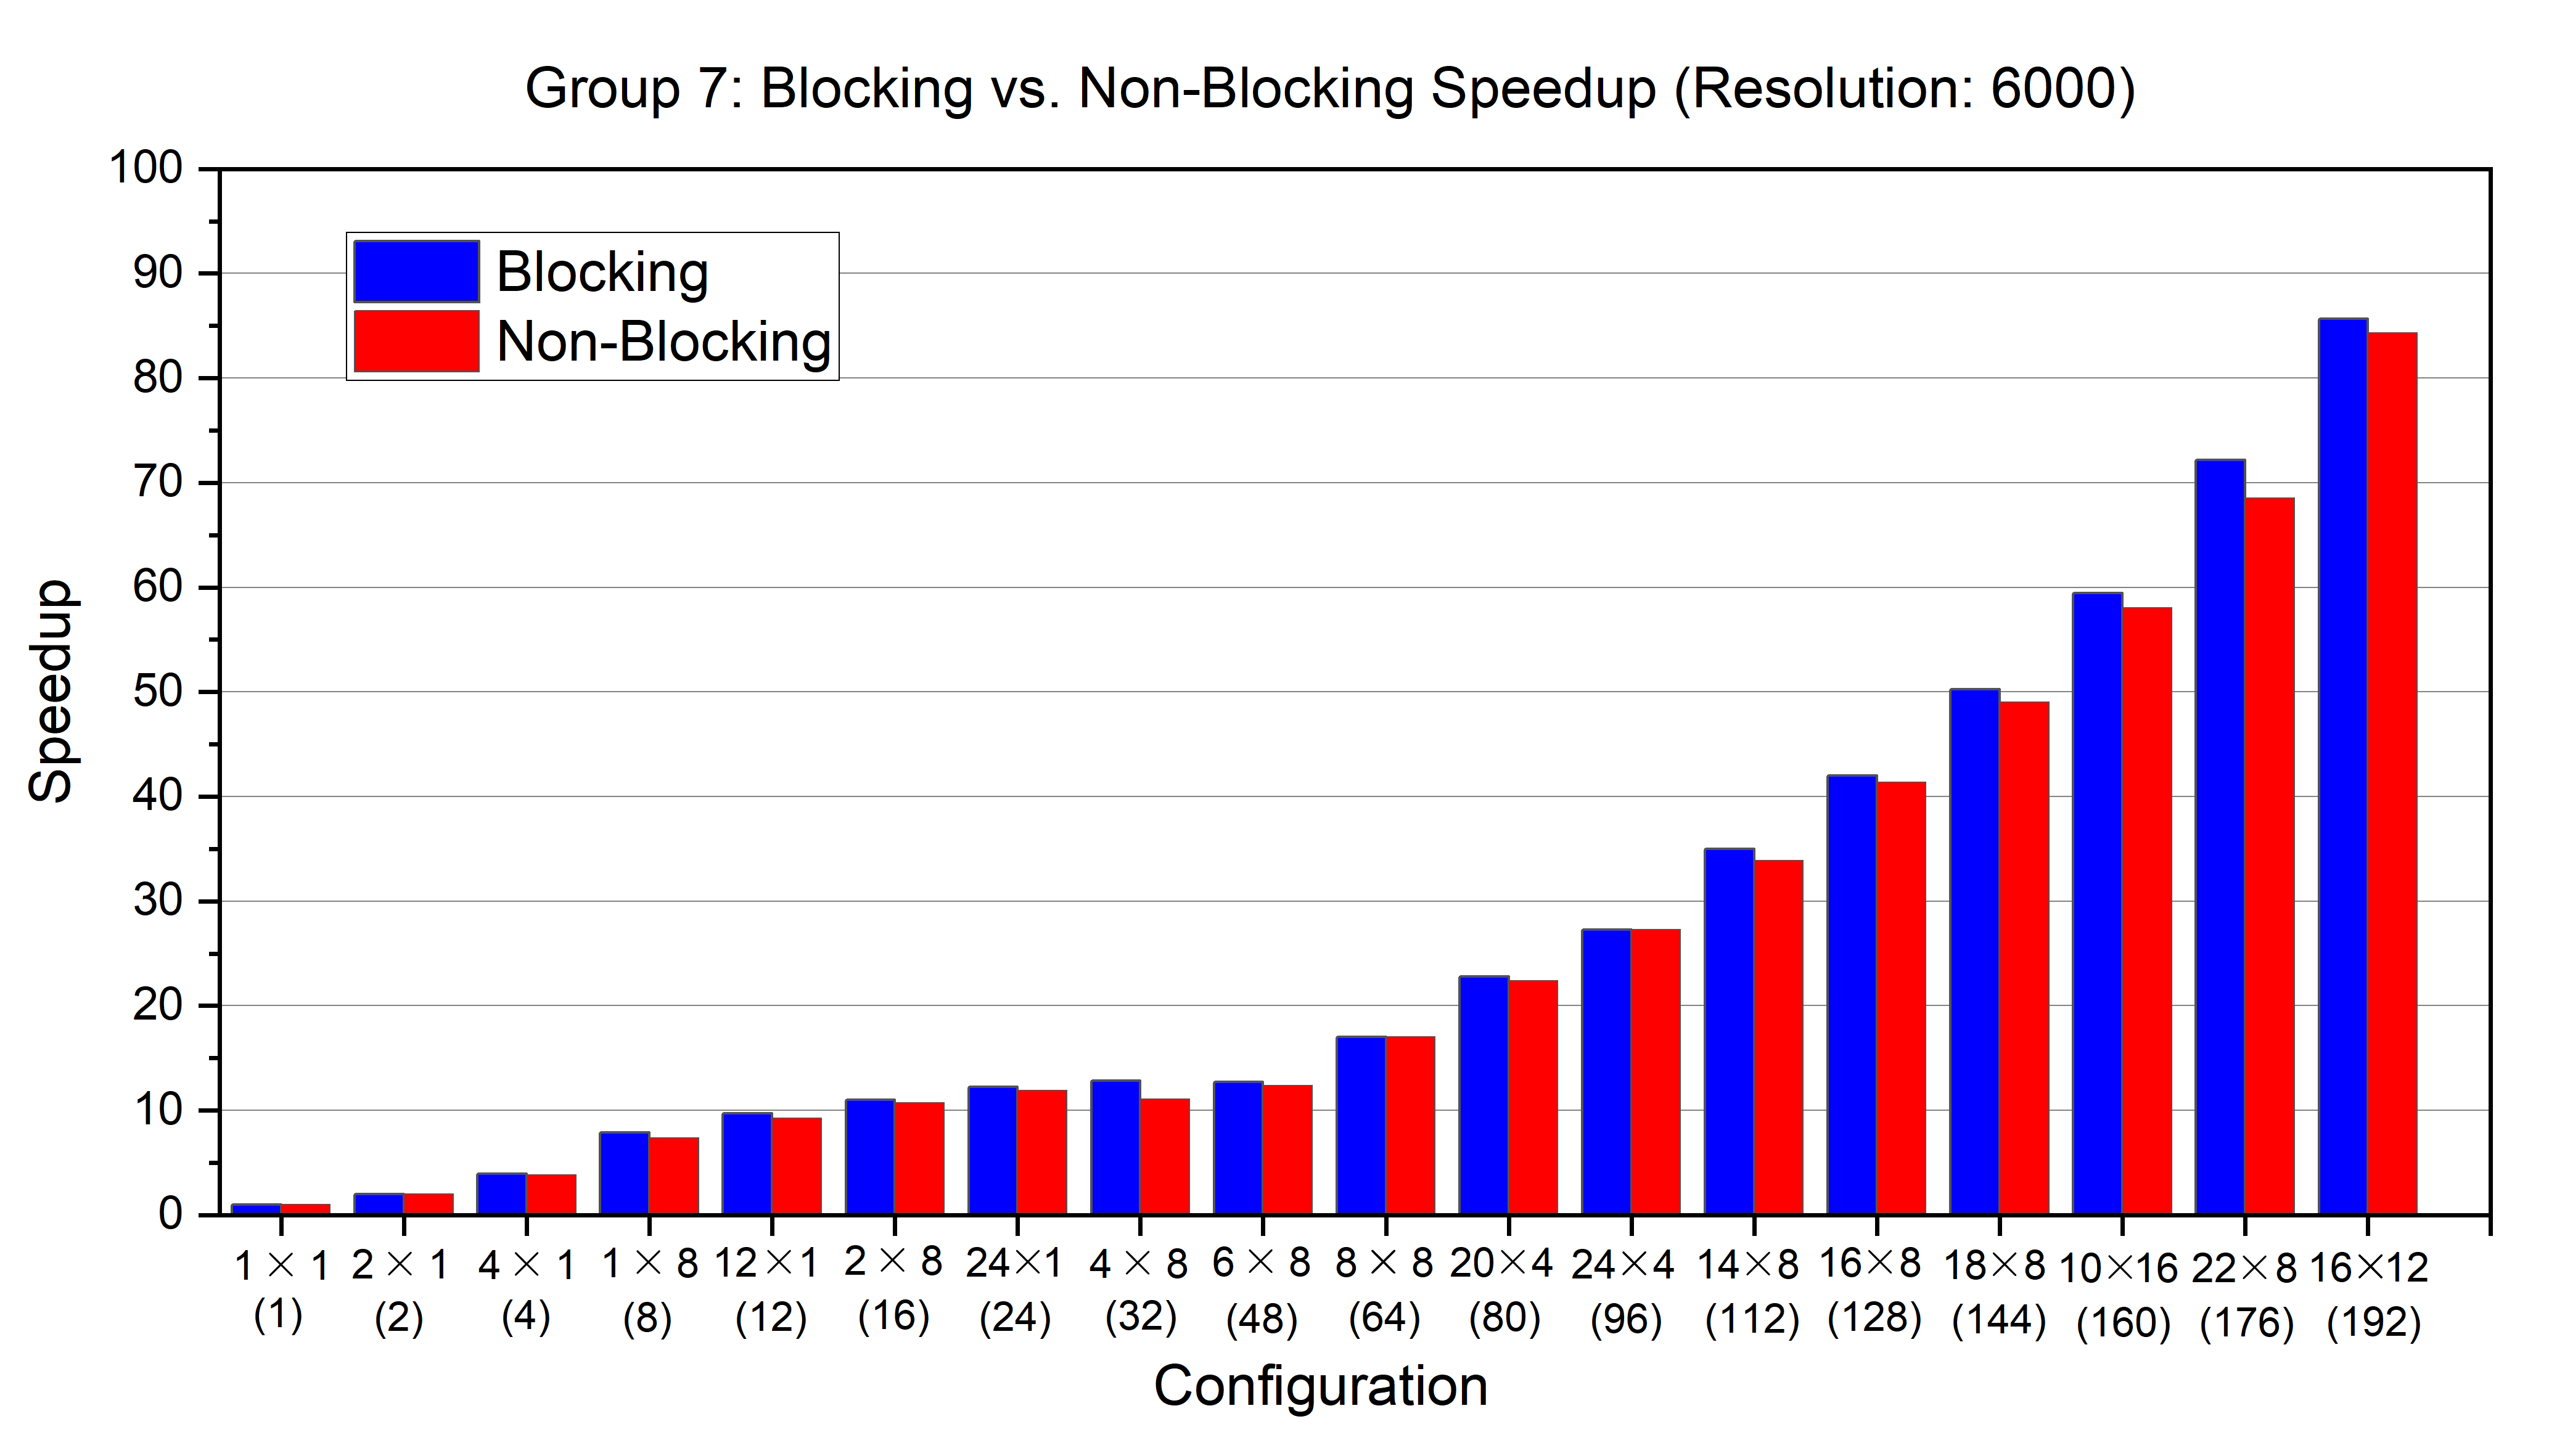 Group 7: Blocking vs. Non-Blocking Speedup (Resolution: 6000)
100
90
80
70
60
50
40
30
20
10
0
Speedup
Blocking
Non-Blocking
1 × 1 2 × 1 4 × 1 1 × 8 12×1 2 × 8 24×1 4 × 8 6 × 8 8 × 8 20×4 24×4 14×8 16×8 18×8 10×16 22×8 16×12
(1) (2) (4) (8) (12) (16) (24) (32) (48) (64) (80) (96) (112) (128) (144) (160) (176) (192)
Configuration